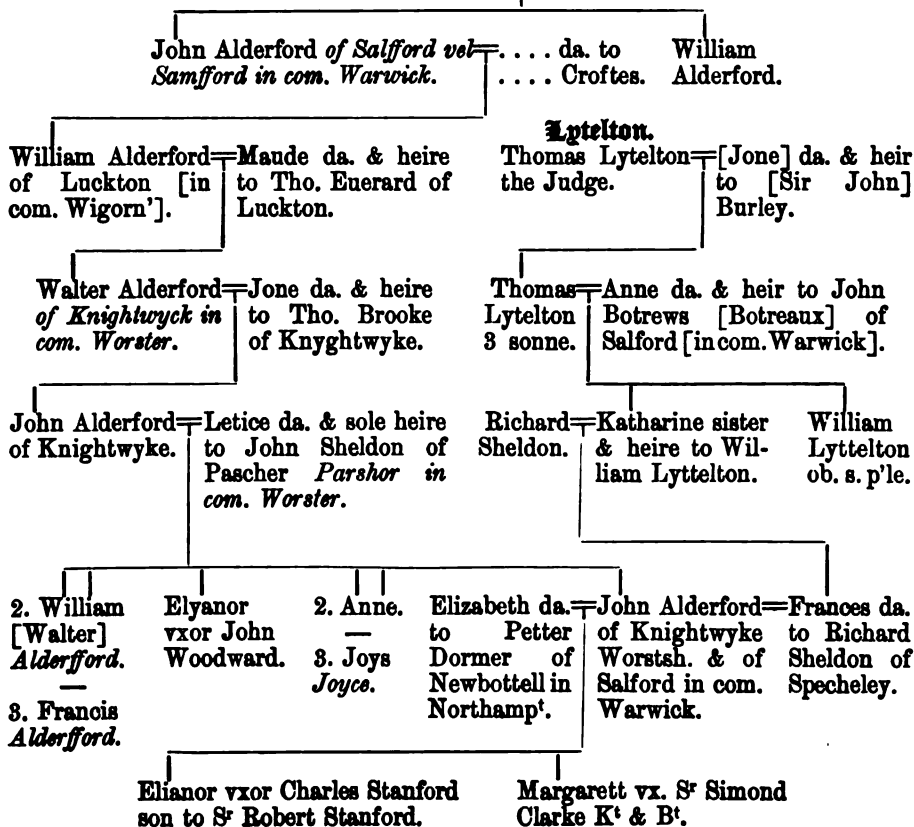 John Alderford of Salfford vel
Samfford in com. Warwick.
.... da. to
.... Croftes.
William
Alderford.
William Alderford
of Luckton [in
com. Wigorn'].
Maude da. & heire
to Tho. Euerard of
Luckton.
Lytelton.
Thomas Lytelton
the Judge.
[Jone] da. & heir
to [Sir John]
Burley.
Walter Alderford
of Knightwyck in
com. Worster.
Jone da. & heire
to Tho. Brooke
of Knyghtwyke.
Thomas
Lytelton
3 sonne.
Anne da. & heir to John
Botrews [Botreaux] of
Salford [in com. Warwick].
John Alderford
of Knightwyke.
Letice da. & sole heire
to John Sheldon of
Pascher Parshor in
com. Worster.
Richard
Sheldon.
Katharine sister
& heire to Wil-
liam Lyttelton.
William
Lyttelton
ob. s. p'le.
2. William
[Walter]
Alderfford.
—
3. Francis
Alderfford.
Elyanor
vxor John
Woodward.
2. Anne.
—
3. Joys
Joyce.
Elizabeth da.
to Petter
Dormer of
Newbottell in
Northampt.
John Alderford
of Knightwyke
Worstsh. & of
Salford in com.
Warwick.
Frances da.
to Richard
Sheldon of
Specheley.
Elianor vxor Charles Stanford
son to Sr Robert Stanford.
Margarett vx. Sr Simond
Clarke Kt & Bt.